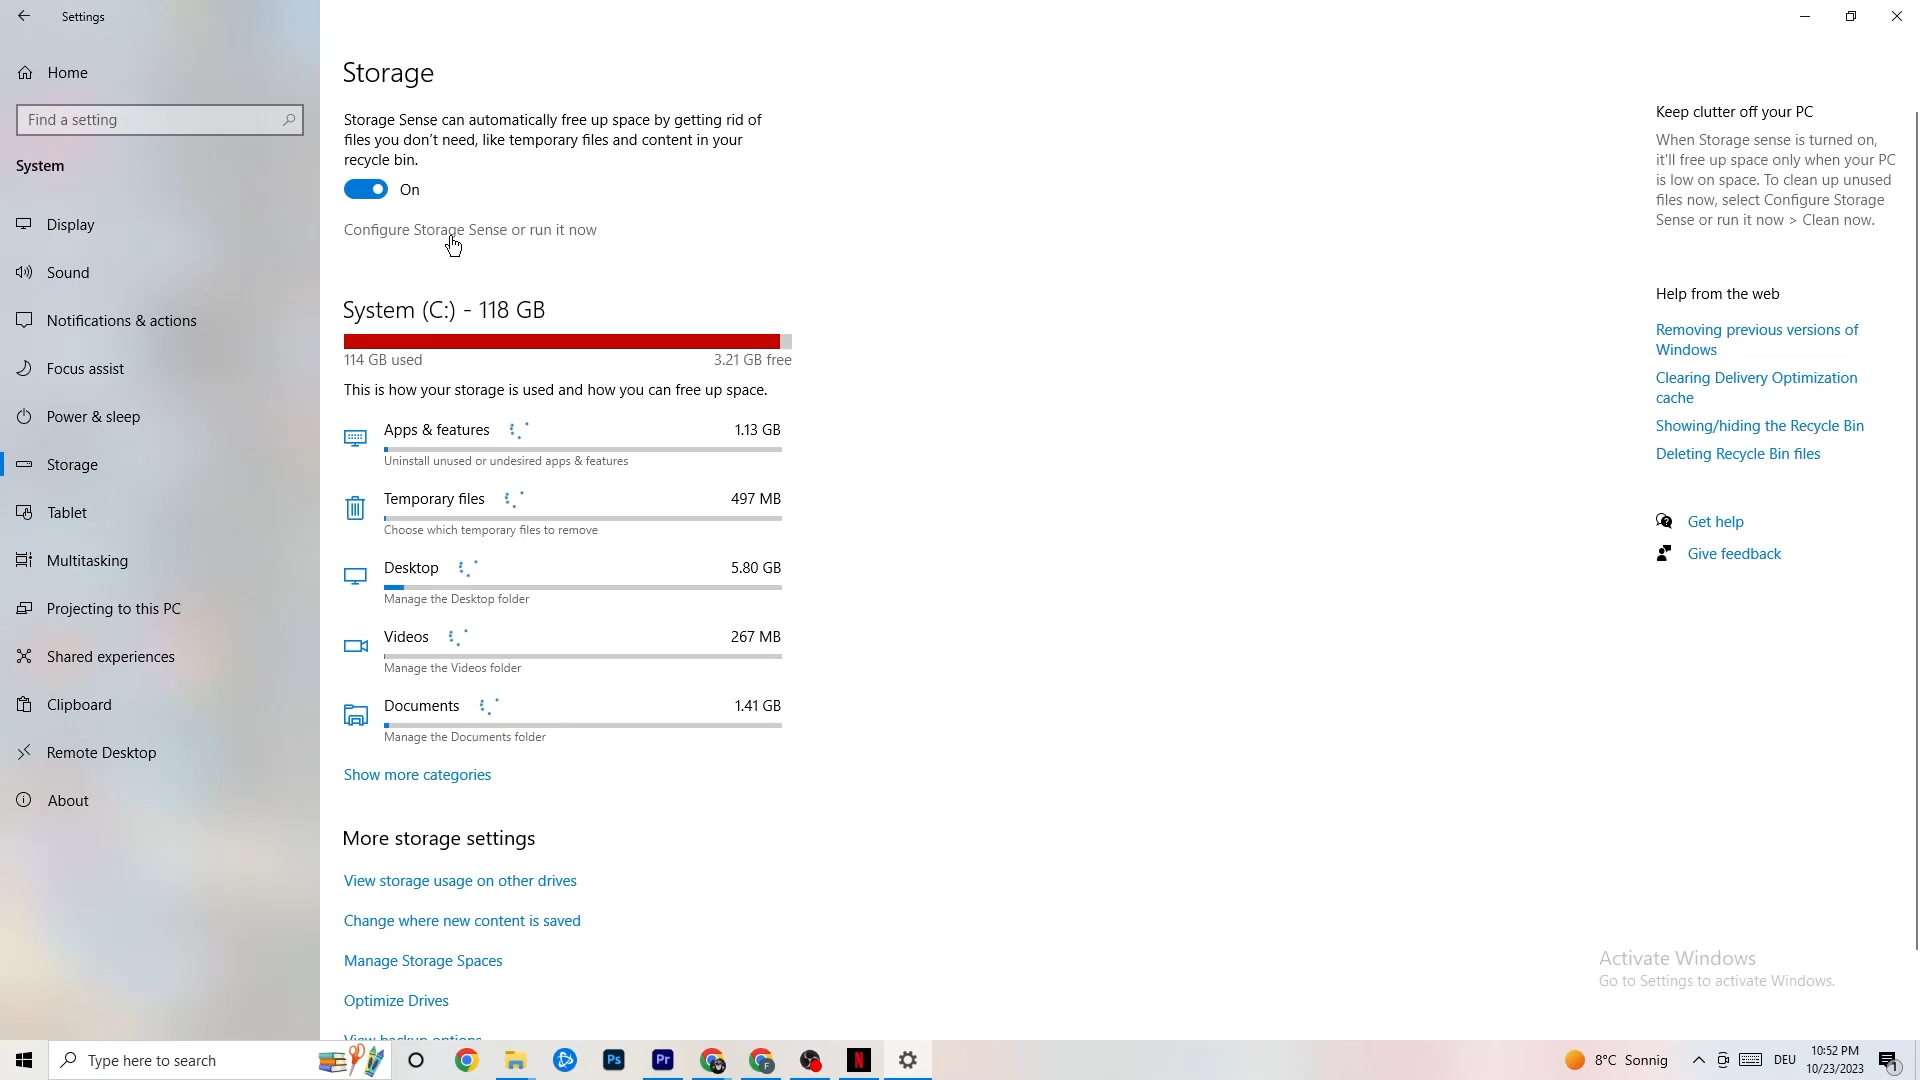 Settings
Home
Find a setting
System
Display
Sound
Notifications & actions
Focus assist
Power & sleep
Storage
Tablet
Multitasking
Projecting to this PC
Shared experiences
Clipboard
Remote Desktop
About
Storage
Storage Sense can automatically free up space by getting rid of
files you don't need, like temporary files and content in your
recycle bin.
On
Configure Storage Sense or run it now
System (C:) - 118 GB
114 GB used 3.21 GB free
This is how your storage is used and how you can free up space.
Apps & features 1.13 GB
Uninstall unused or undesired apps & features
Temporary files 497 MB
Choose which temporary files to remove
Desktop 5.80 GB
Manage the Desktop folder
Videos 267 MB
Manage the Videos folder
Documents 1.41 GB
Manage the Documents folder
Show more categories
More storage settings
View storage usage on other drives
Change where new content is saved
Manage Storage Spaces
Optimize Drives
View backup options
Keep clutter off your PC
When Storage sense is turned on,
it'll free up space only when your PC
is low on space. To clean up unused
files now, select Configure Storage
Sense or run it now > Clean now.
Help from the web
Removing previous versions of
Windows
Clearing Delivery Optimization
cache
Showing/hiding the Recycle Bin
Deleting Recycle Bin files
Get help
Give feedback
Activate Windows
Go to Settings to activate Windows.
Type here to search
Ps
Pr
F
N
8°C Sonnig
DEU
10:52 PM
10/23/2023
1